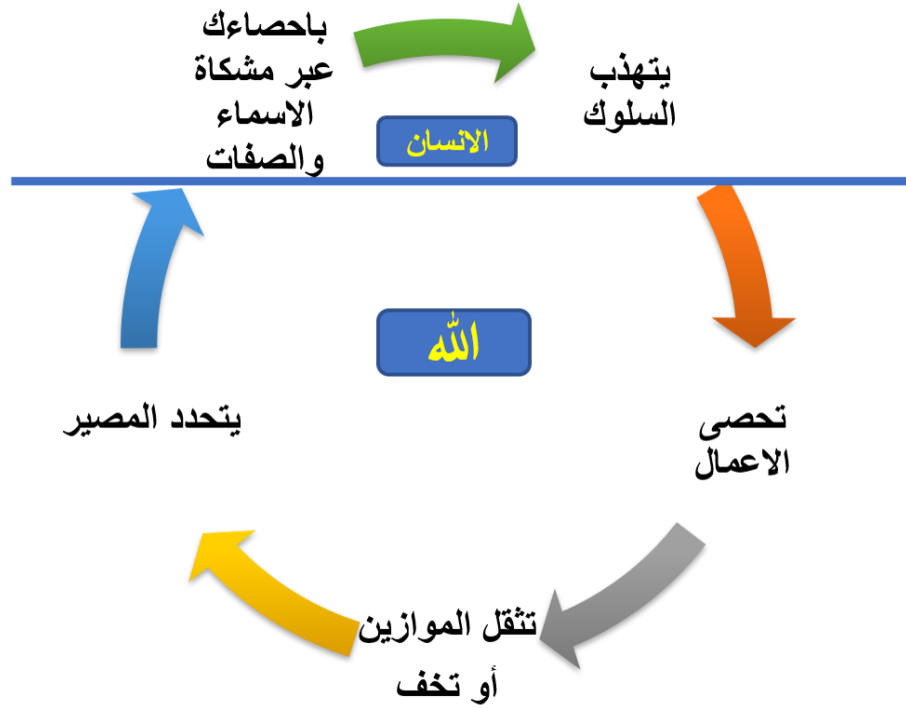 باحصاءك
عبر مشكاة
الاسماء
والصفات
يتهذب
السلوك
الانسان
الله
تحصى
الاعمال
تثقل الموازين
أو تخف
يتحدد المصير